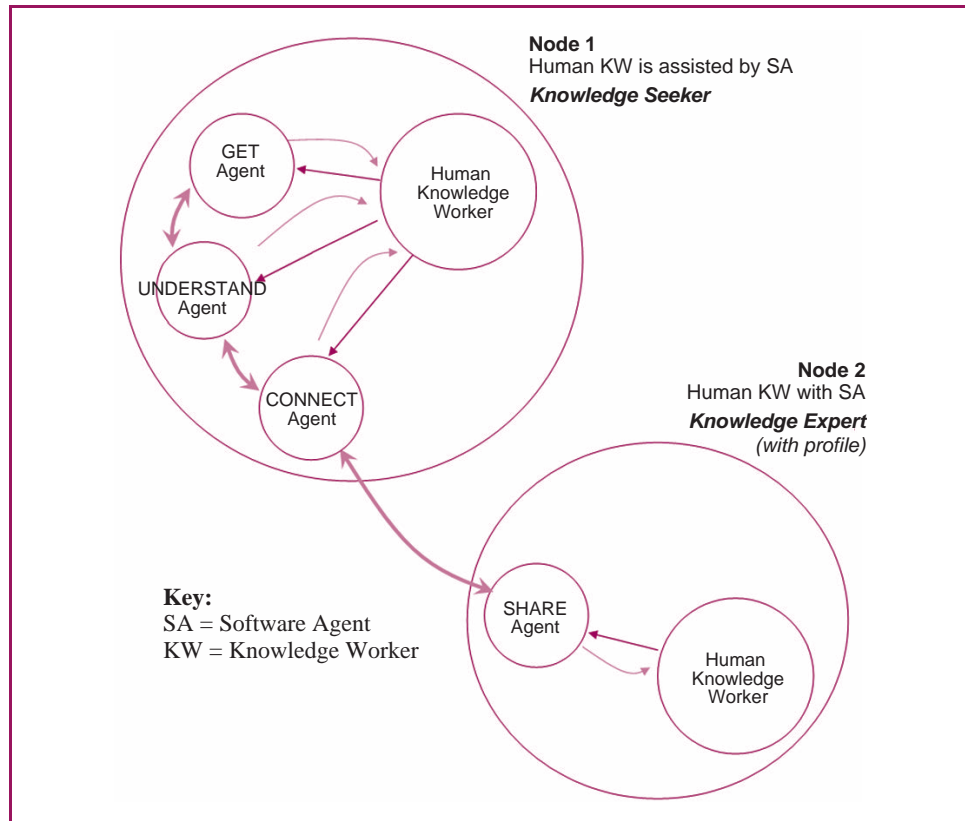 Node 1
Human KW is assisted by SA
Knowledge Seeker
GET
Agent
Human
Knowledge
Worker
UNDERSTAND
Agent
CONNECT
Agent
Node 2
Human KW with SA
Knowledge Expert
(with profile)
Key:
SA = Software Agent
KW = Knowledge Worker
SHARE
Agent
Human
Knowledge
Worker